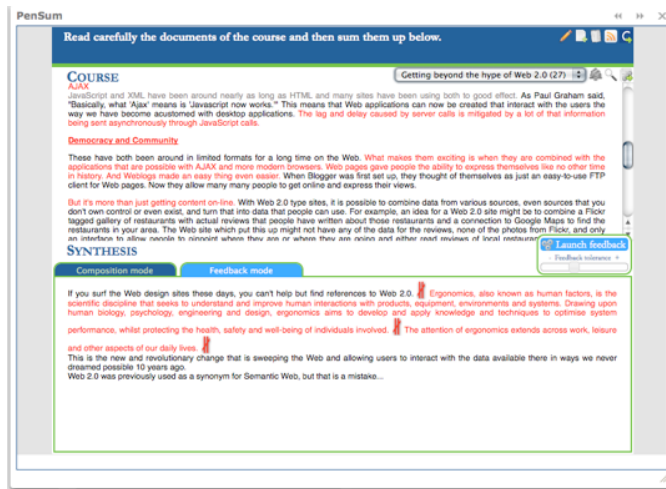 PenSum
Read carefully the documents of the course and then sum them up below.
COURSE
Getting beyond the hype of Web 2.0 (27)
AJAX
JavaScript and XML have been around nearly as long as HTML and many sites have been using both to good effect. As Paul Graham said,
"Basically, what 'Ajax' means is 'Javascript now works.'" This means that Web applications can now be created that interact with the users the
way we have become acustomed with desktop applications. The lag and delay caused by server calls is mitigated by a lot of that information
being sent asynchronously through JavaScript calls.
Democracy and Community
These have both been around in limited formats for a long time on the Web. What makes them exciting is when they are combined with the
applications that are possible with AJAX and more modern browsers. Web pages gave people the ability to express themselves like no other time
in history. And Weblogs made an easy thing even easier. When Blogger was first set up, they thought of themselves as just an easy-to-use FTP
client for Web pages. Now they allow many many people to get online and express their views.
But it's more than just getting content on-line. With Web 2.0 type sites, it is possible to combine data from various sources, even sources that you
don't own control or even exist, and turn that into data that people can use. For example, an idea for a Web 2.0 site might be to combine a Flickr
tagged gallery of restaurants with actual reviews that people have written about those restaurants and a connection to Google Maps to find the
restaurants in your area. The Web site which put this up might not have any of the data for the reviews, none of the photos from Flickr, and only
an interface to allow people to pinpoint where they are or where they are going and either read reviews of local restaur
SYNTHESIS
Launch feedback
- Feedback tolerance +
Composition mode
Feedback mode
If you surf the Web design sites these days, you can't help but find references to Web 2.0. Ergonomics, also known as human factors, is the
scientific discipline that seeks to understand and improve human interactions with products, equipment, environments and systems. Drawing upon
human biology, psychology, engineering and design, ergonomics aims to develop and apply knowledge and techniques to optimise system
performance, whilst protecting the health, safety and well-being of individuals involved. The attention of ergonomics extends across work, leisure
and other aspects of our daily lives.
This is the new and revolutionary change that is sweeping the Web and allowing users to interact with the data available there in ways we never
dreamed possible 10 years ago.
Web 2.0 was previously used as a synonym for Semantic Web, but that is a mistake...